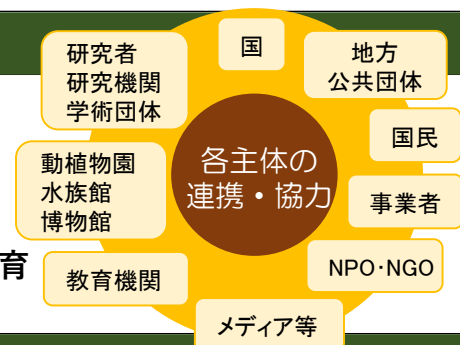 研究者
研究機関
学術団体
国
地方
公共団体
国民
動植物園
水族館
博物館
各主体の
連携・協力
事業者
育
教育機関
NPO・NGO
メディア等